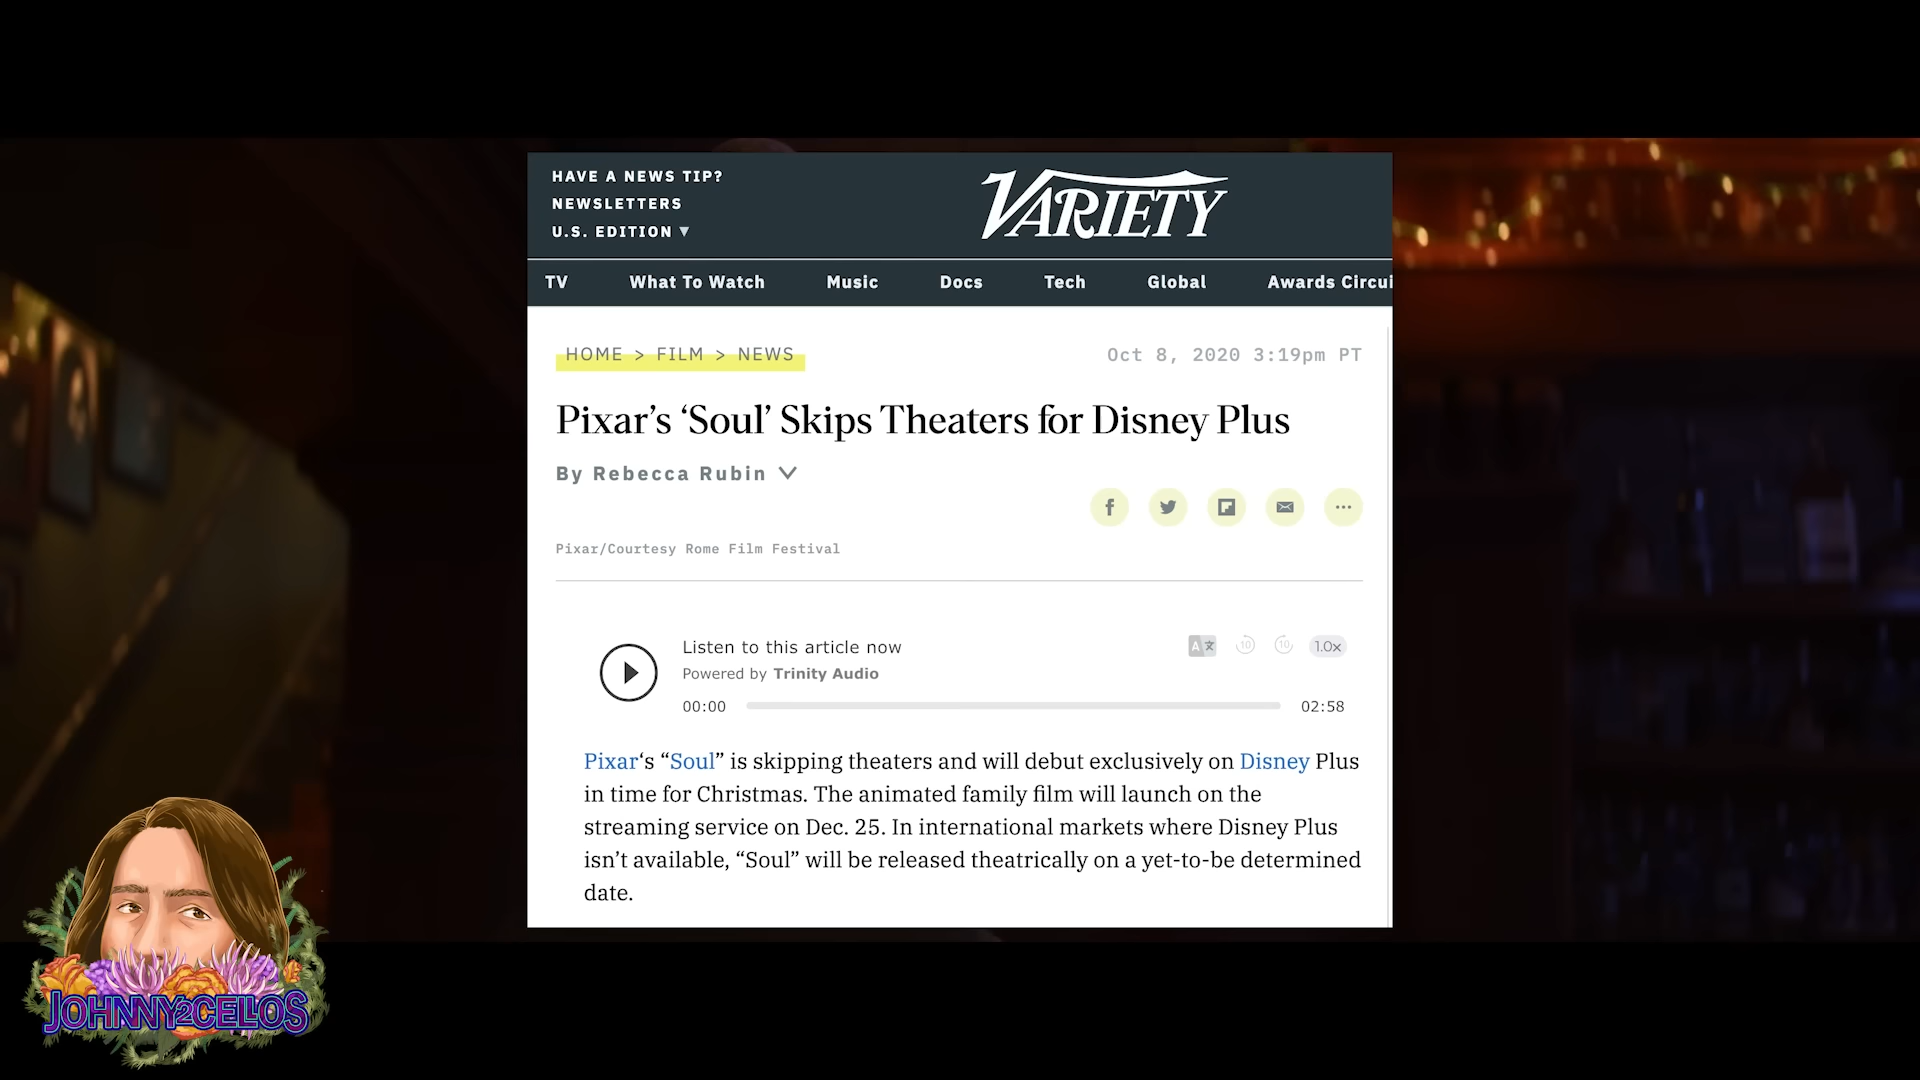 HAVE A NEWS TIP?
NEWSLETTERS
U.S. EDITION ▼
VARIETY
TV What To Watch Music Docs Tech Global Awards Circui
HOME > FILM > NEWS
Oct 8, 2020 3:19pm PT
Pixar’s ‘Soul’ Skips Theaters for Disney Plus
By Rebecca Rubin
Pixar/Courtesy Rome Film Festival
Listen to this article now
A 文 10 10 1.0x
Powered by Trinity Audio
00:00 02:58
Pixar‘s “Soul” is skipping theaters and will debut exclusively on Disney Plus
in time for Christmas. The animated family film will launch on the
streaming service on Dec. 25. In international markets where Disney Plus
isn’t available, “Soul” will be released theatrically on a yet-to-be determined
date.
JOHNNY2CELLOS